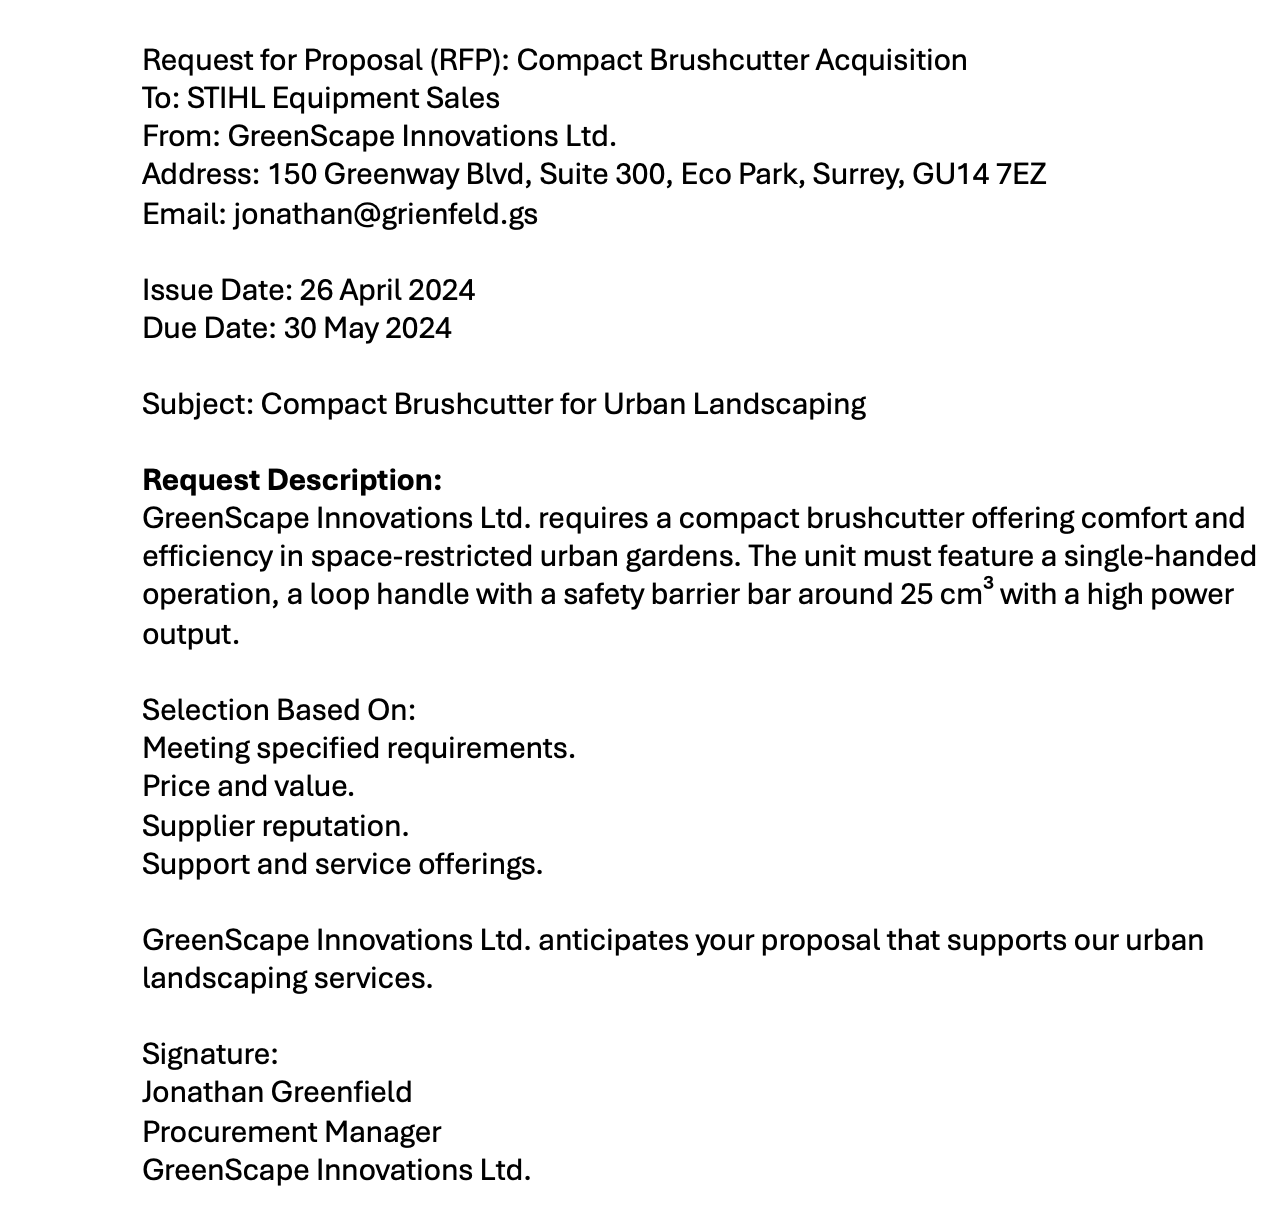 Request for Proposal (RFP): Compact Brushcutter Acquisition
To: STIHL Equipment Sales
From: GreenScape Innovations Ltd.
Address: 150 Greenway Blvd, Suite 300, Eco Park, Surrey, GU14 7EZ
Email: jonathan@grienfeld.gs
Issue Date: 26 April 2024
Due Date: 30 May 2024
Subject: Compact Brushcutter for Urban Landscaping
Request Description:
GreenScape Innovations Ltd. requires a compact brushcutter offering comfort and
efficiency in space-restricted urban gardens. The unit must feature a single-handed
operation, a loop handle with a safety barrier bar around 25 cm³ with a high power
output.
Selection Based On:
Meeting specified requirements.
Price and value.
Supplier reputation.
Support and service offerings.
GreenScape Innovations Ltd. anticipates your proposal that supports our urban
landscaping services.
Signature:
Jonathan Greenfield
Procurement Manager
GreenScape Innovations Ltd.